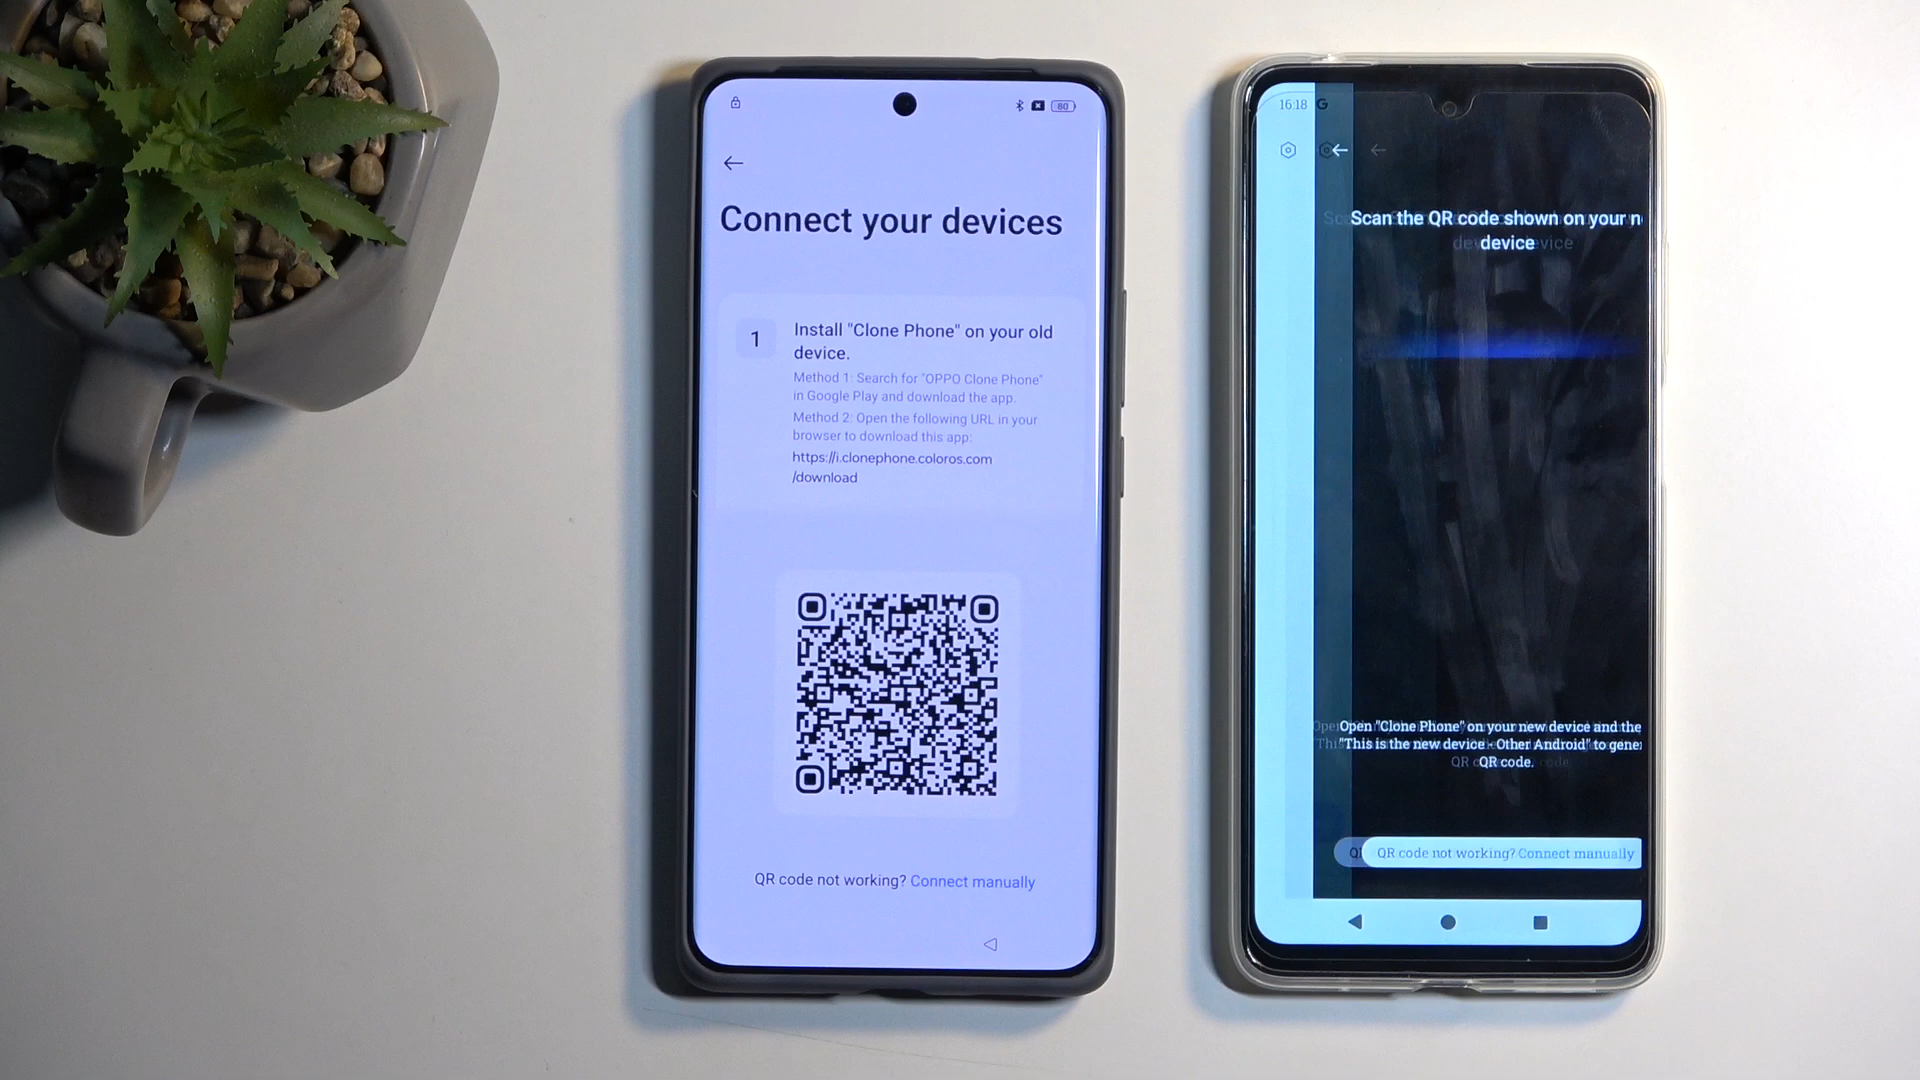 80
Connect your devices
1
Install "Clone Phone" on your old
device.
Method 1: Search for "OPPO Clone Phone"
in Google Play and download the app.
Method 2: Open the following URL in your
browser to download this app:
https://i.clonephone.coloros.com
/download
QR code not working? Connect manually
16:18 G
Scan the QR code shown on your n
device
Open "Clone Phone" on your new device and the
"This is the new device - Other Android" to gener
QR code.
QR code not working? Connect manually